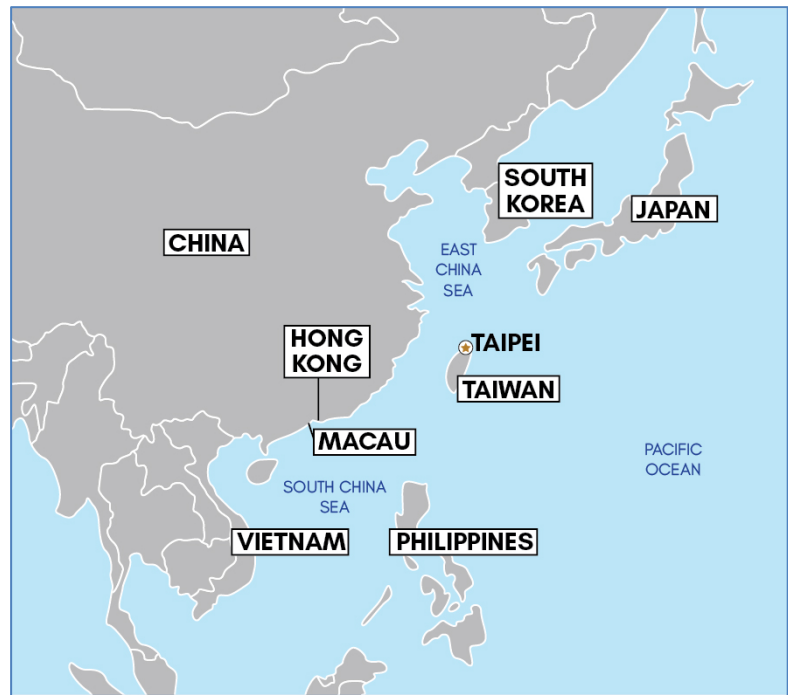 SOUTH
KOREA
JAPAN
CHINA
EAST
CHINA
SEA
HONG
KONG
TAIPEI
TAIWAN
MACAU
PACIFIC
OCEAN
SOUTH CHINA
SEA
VIETNAM
PHILIPPINES